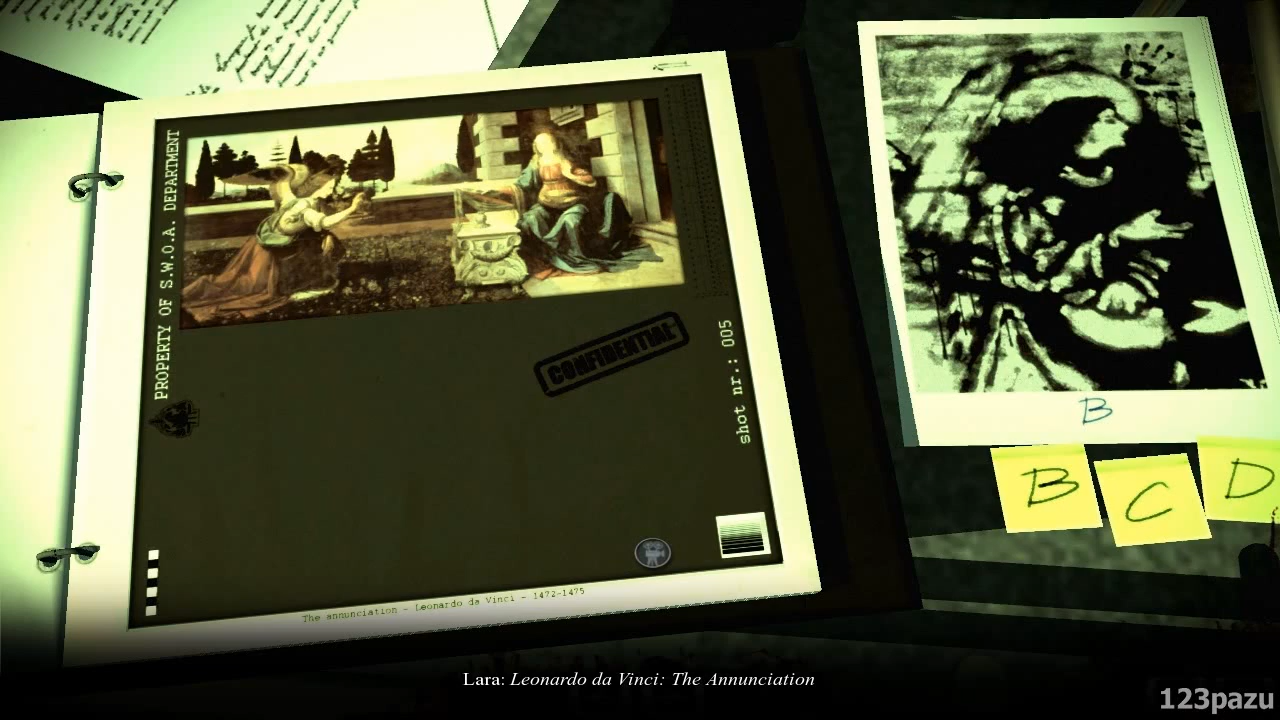 PROPERTY OF S.W.O.A. DEPARTMENT
CONFIDENTIAL
shot nr.: 005
The annunciation - Leonardo da Vinci - 1472-1475
B
B
C
D
Lara: Leonardo da Vinci: The Annunciation
123pazu